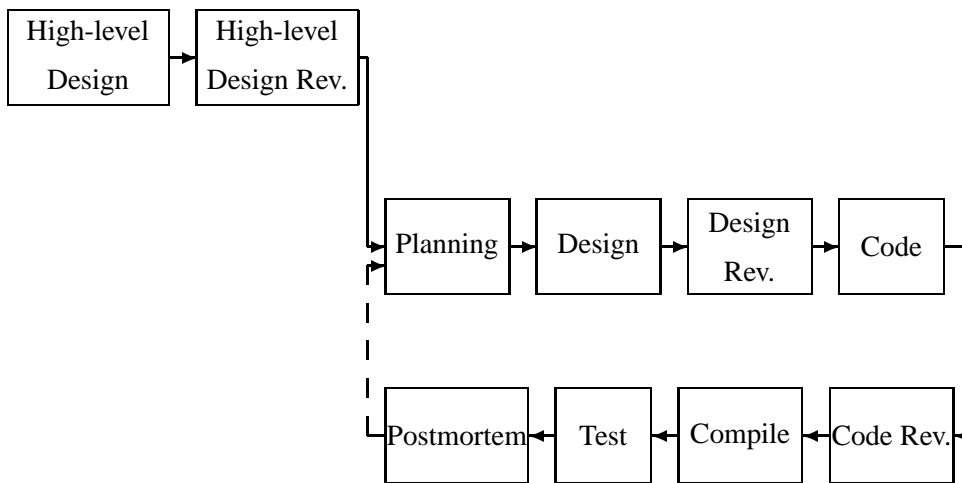 High-level
Design
High-level
Design Rev.
Planning
Design
Design
Rev.
Code
Postmortem
Test
Compile
Code Rev.